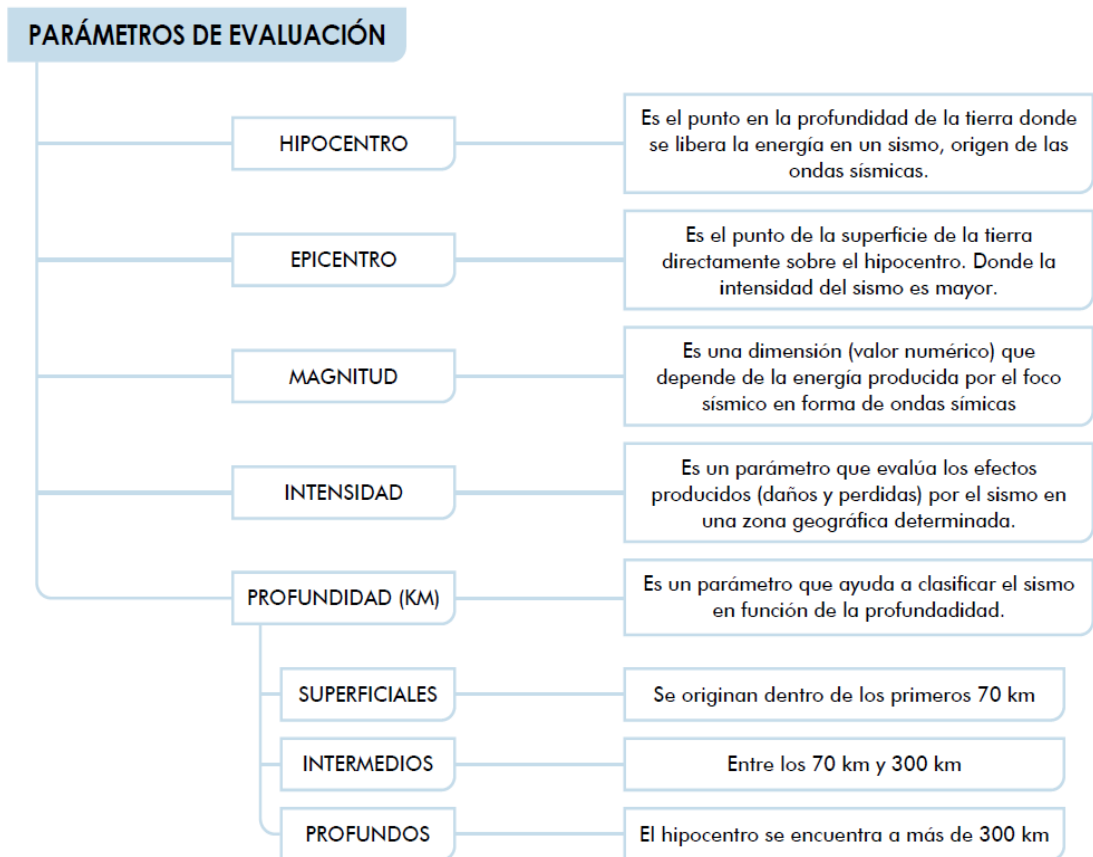 PARÁMETROS DE EVALUACIÓN
HIPOCENTRO
Es el punto en la profundidad de la tierra donde
se libera la energía en un sismo, origen de las
ondas sísmicas.
EPICENTRO
Es el punto de la superficie de la tierra
directamente sobre el hipocentro. Donde la
intensidad del sismo es mayor.
MAGNITUD
Es una dimensión (valor numérico) que
depende de la energía producida por el foco
sísmico en forma de ondas símicas
INTENSIDAD
Es un parámetro que evalúa los efectos
producidos (daños y perdidas) por el sismo en
una zona geográfica determinada.
PROFUNDIDAD (KM)
Es un parámetro que ayuda a clasificar el sismo
en función de la profundadidad.
SUPERFICIALES
Se originan dentro de los primeros 70 km
INTERMEDIOS
Entre los 70 km y 300 km
PROFUNDOS
El hipocentro se encuentra a más de 300 km